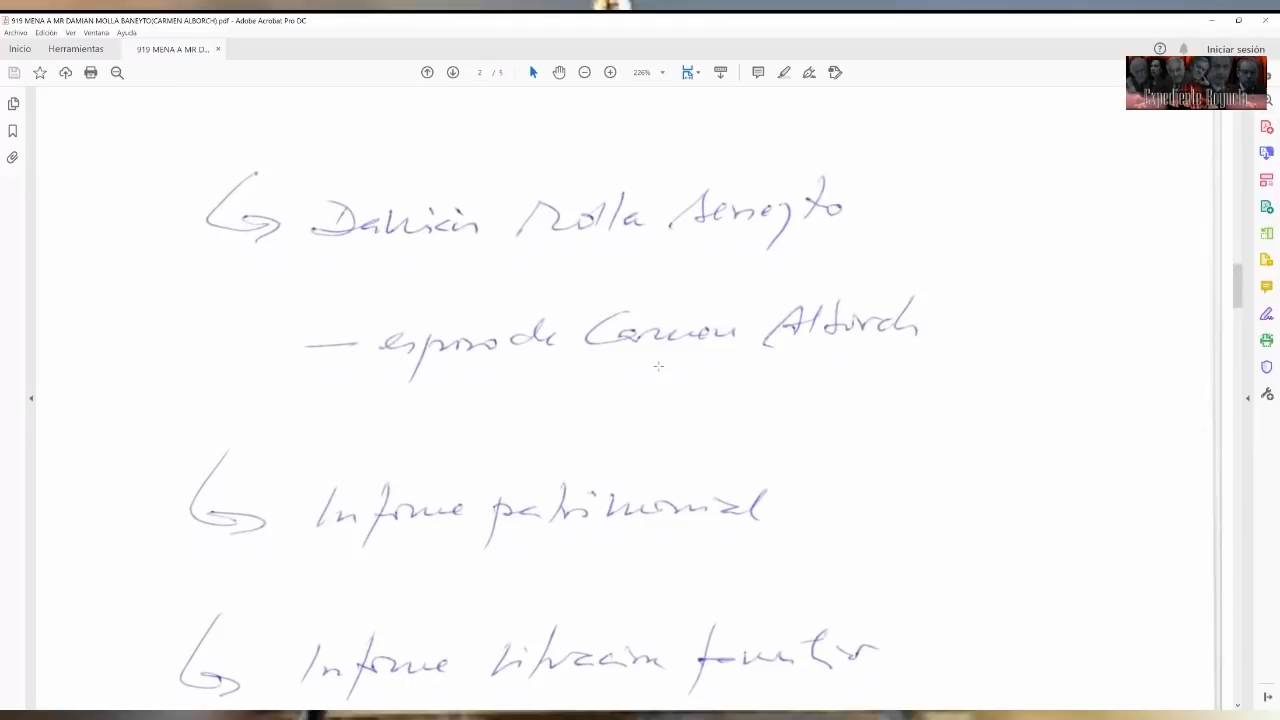 919 MENA A MR DAMIAN MOLLA BANEYTO(CARMEN ALBORCH).pdf - Adobe Acrobat Pro DC
Archivo Edición Ver Ventana Ayuda
Inicio Herramientas 919 MENA A MR D... × Iniciar sesión
2 / 5 226%
Expediente Royuela
Damián Molla Beneyto
— esposo de Carmen Alborch
Informe patrimonial
Informe situación familiar